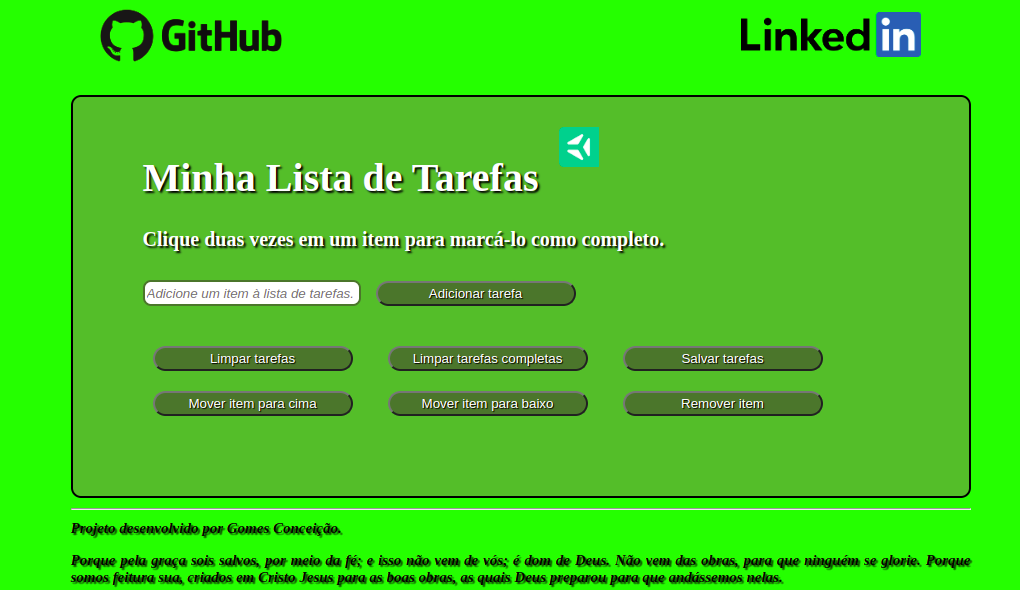 GitHub
Linked in
Minha Lista de Tarefas
Clique duas vezes em um item para marcá-lo como completo.
Adicione um item à lista de tarefas. Adicionar tarefa
Limpar tarefas Limpar tarefas completas Salvar tarefas
Mover item para cima Mover item para baixo Remover item
Projeto desenvolvido por Gomes Conceição.
Porque pela graça sois salvos, por meio da fé; e isso não vem de vós; é dom de Deus. Não vem das obras, para que ninguém se glorie. Porque
somos feitura sua, criados em Cristo Jesus para as boas obras, as quais Deus preparou para que andássemos nelas.